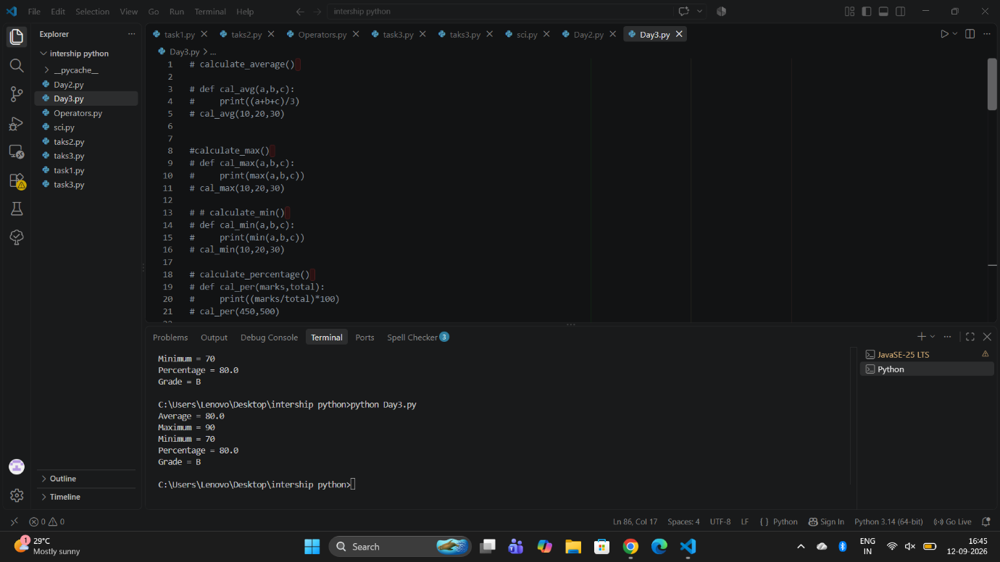 File Edit Selection View Go Run Terminal Help
intership python
Explorer
intership python
__pycache__
Day2.py
Day3.py
Operators.py
sci.py
taks2.py
taks3.py
task1.py
task3.py
Outline
Timeline
task1.py taks2.py Operators.py task3.py taks3.py sci.py Day2.py Day3.py
Day3.py > ...
1 # calculate_average()
2
3 # def cal_avg(a,b,c):
4 #     print((a+b+c)/3)
5 # cal_avg(10,20,30)
6
7
8 #calculate_max()
9 # def cal_max(a,b,c):
10 #     print(max(a,b,c))
11 # cal_max(10,20,30)
12
13 # # calculate_min()
14 # def cal_min(a,b,c):
15 #     print(min(a,b,c))
16 # cal_min(10,20,30)
17
18 # calculate_percentage()
19 # def cal_per(marks,total):
20 #     print((marks/total)*100)
21 # cal_per(450,500)
Problems Output Debug Console Terminal Ports Spell Checker 3
Minimum = 70
Percentage = 80.0
Grade = B
C:\Users\Lenovo\Desktop\intership python>python Day3.py
Average = 80.0
Maximum = 90
Minimum = 70
Percentage = 80.0
Grade = B
C:\Users\Lenovo\Desktop\intership python>
JavaSE-25 LTS
Python
0 0
Ln 86, Col 17 Spaces: 4 UTF-8 LF { } Python Sign In Python 3.14 (64-bit) Go Live
1
29°C
Mostly sunny
Search
ENG
IN
16:45
12-09-2026